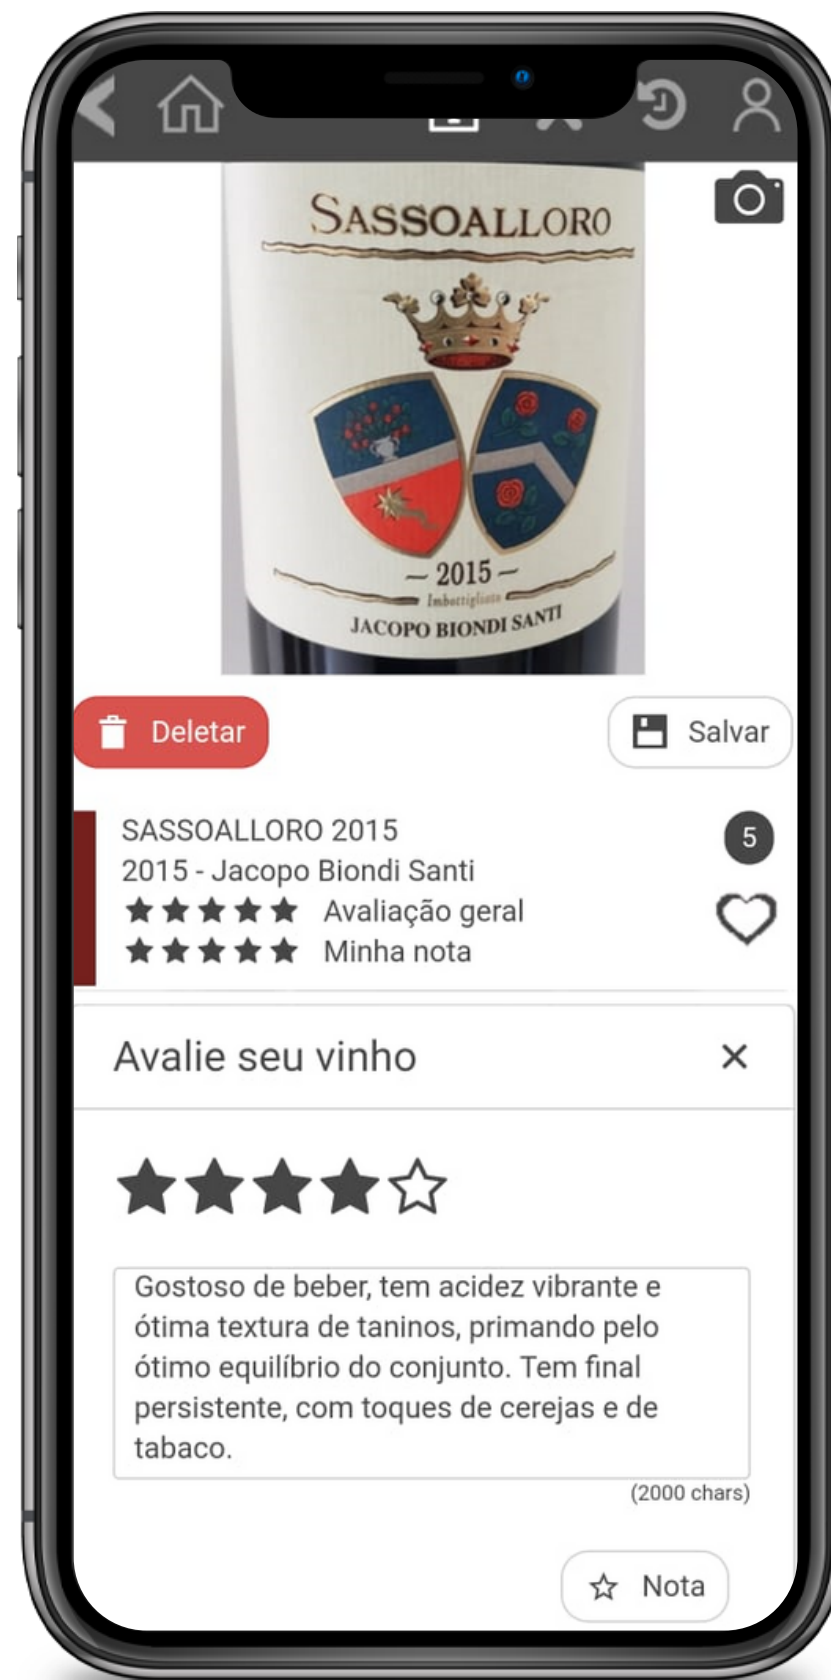 SASSOALLORO
2015
Imbottigliato
JACOPO BIONDI SANTI
Deletar
Salvar
SASSOALLORO 2015
5
2015 - Jacopo Biondi Santi
Avaliação geral
Minha nota
Avalie seu vinho
Gostoso de beber, tem acidez vibrante e
ótima textura de taninos, primando pelo
ótimo equilíbrio do conjunto. Tem final
persistente, com toques de cerejas e de
tabaco.
(2000 chars)
Nota